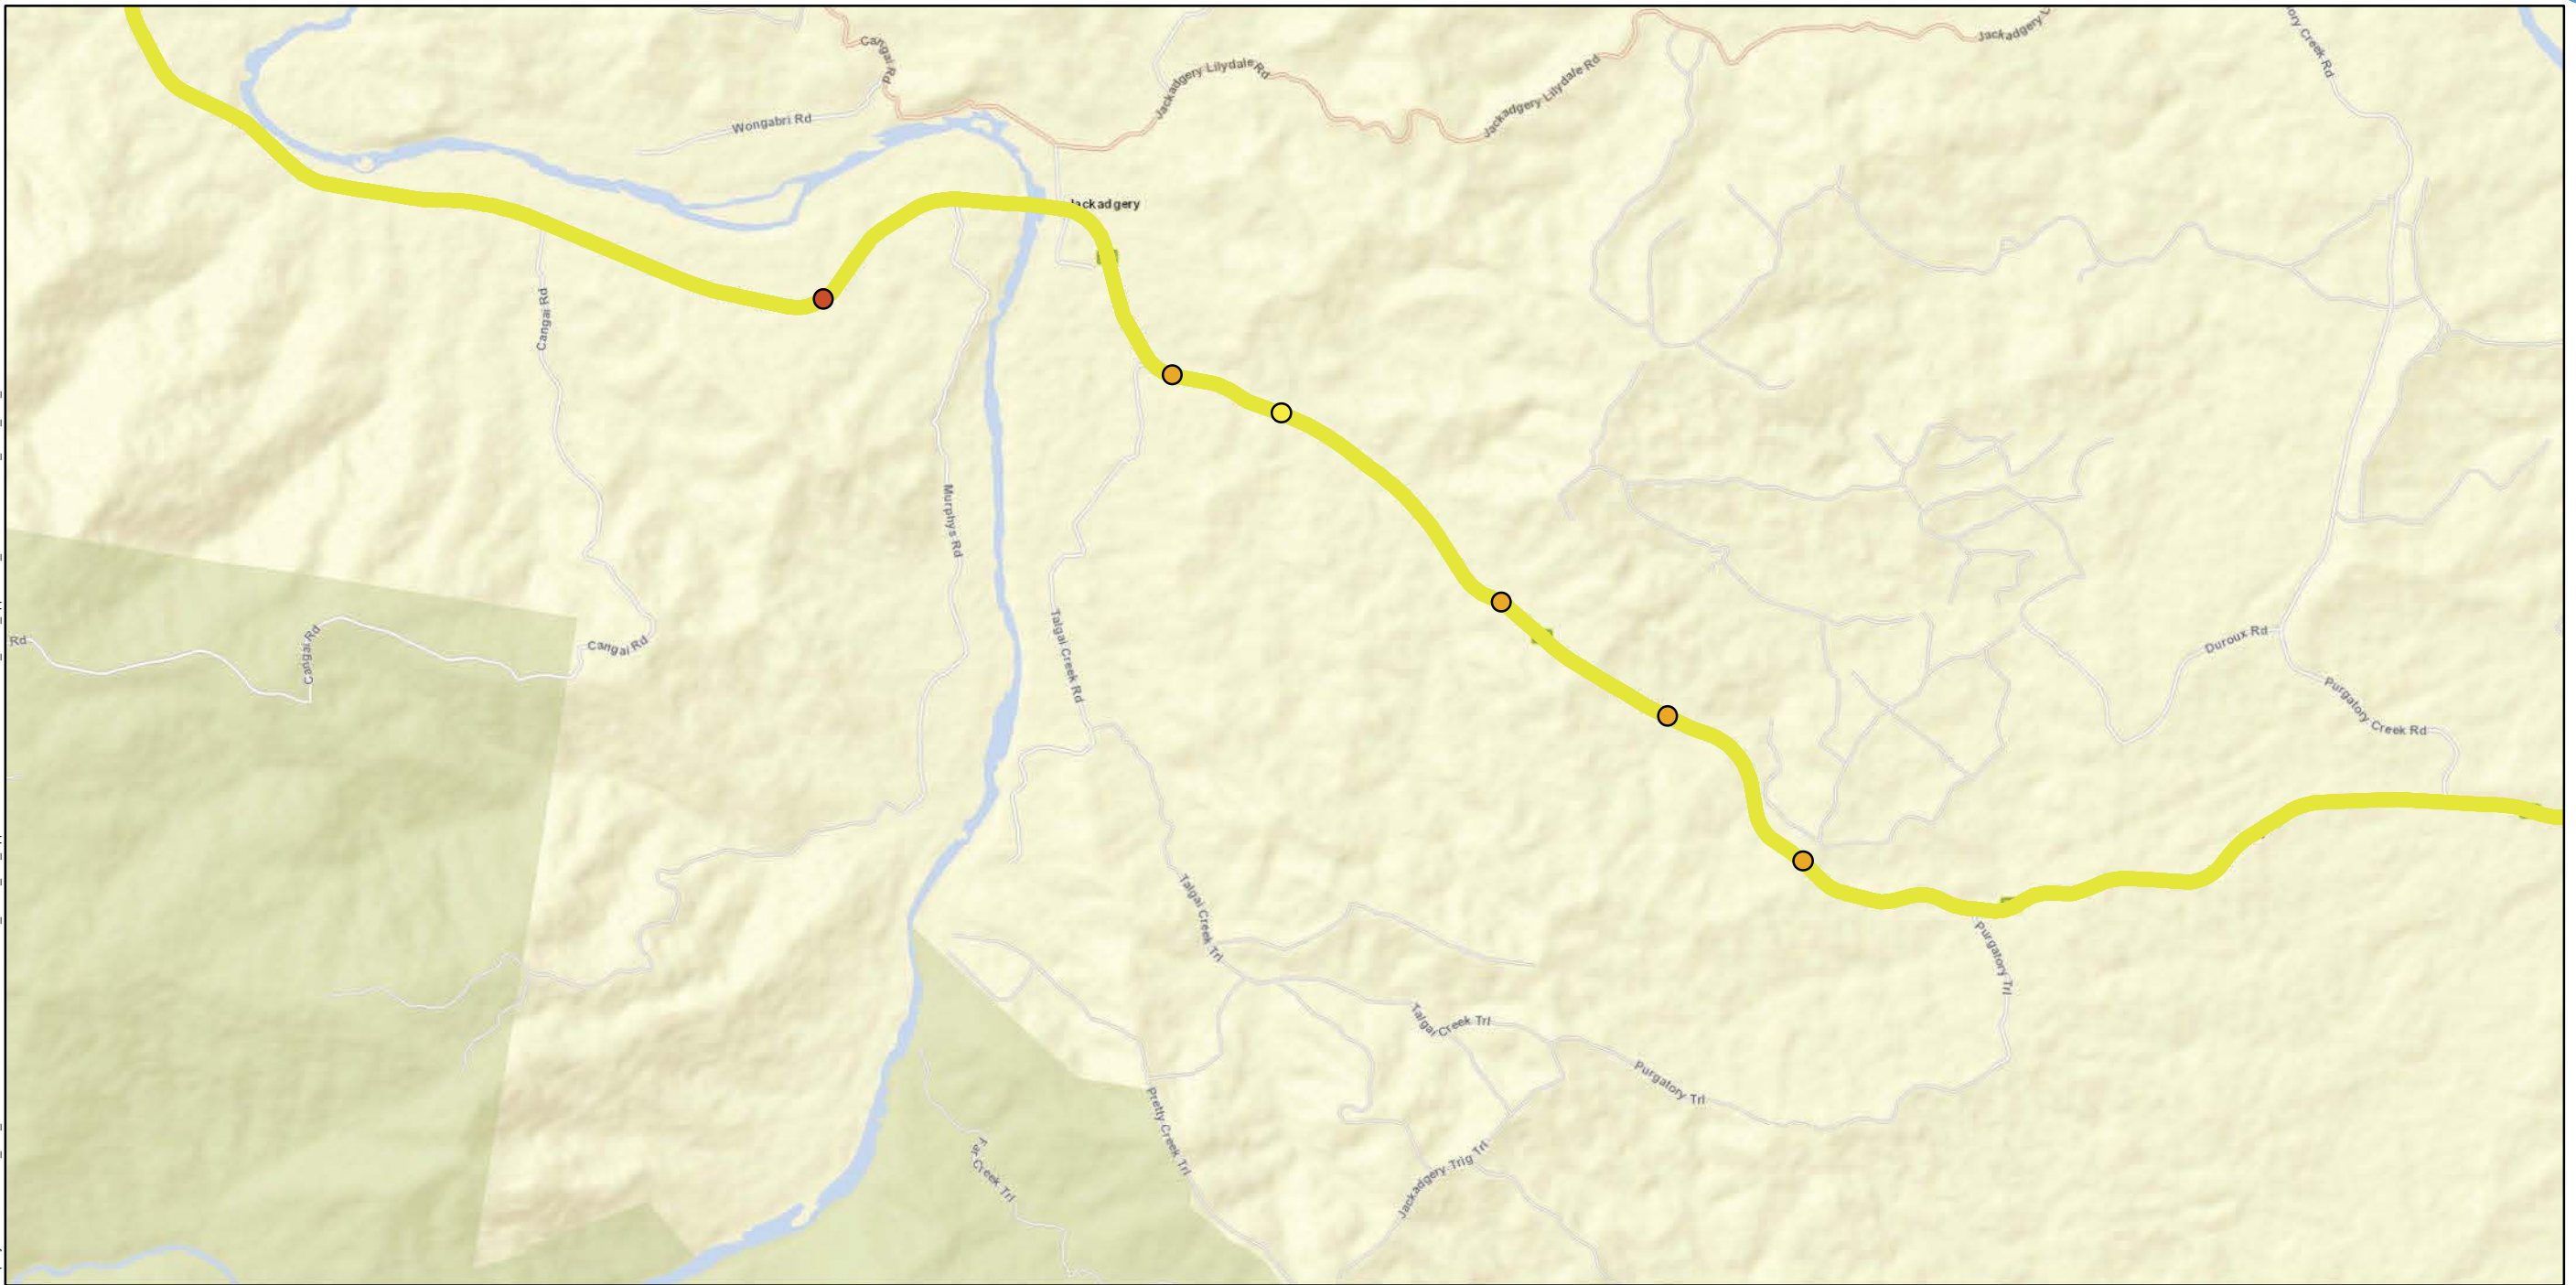 Cangai Rd
Jackadgery Lilydale Rd
Jackadgery Lilydale Rd
Jackadgery
Creek Rd
Wongabri Rd
Jackadgery
Cangai Rd
Murphys Rd
Talgai Creek Rd
Rd
Cangai Rd
Cangai Rd
Duroux Rd
Purgatory Creek Rd
Talgai Creek Trl
Purgatory Trl
Talgai Creek Trl
Purgatory Trl
Pretty Creek Trl
Creek Trl
Jackadgery Trig Trl